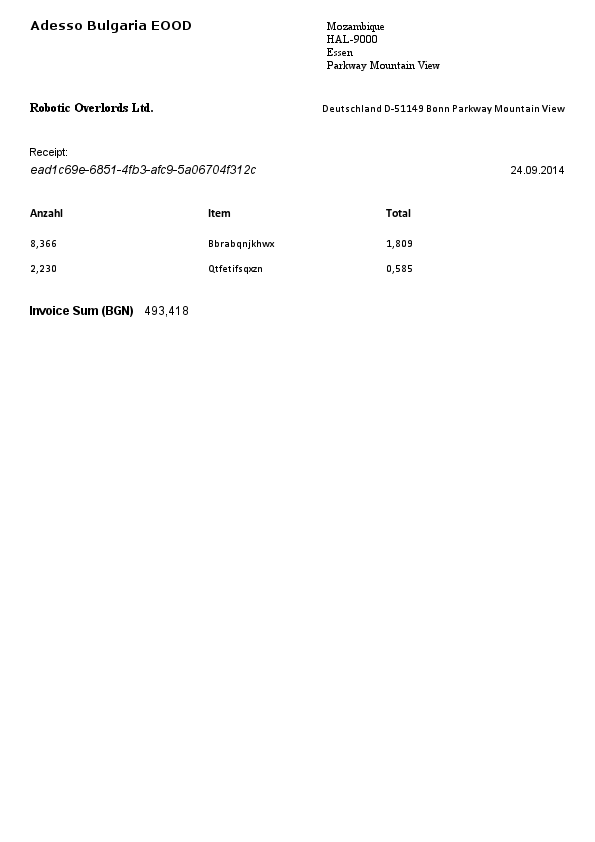 Adesso Bulgaria EOOD
Mozambique
HAL-9000
Essen
Parkway Mountain View
Robotic Overlords Ltd.
Deutschland D-51149 Bonn Parkway Mountain View
Receipt:
ead1c69e-6851-4fb3-afc9-5a06704f312c
24.09.2014
Anzahl Item Total
8,366 Bbrabqnjkhwx 1,809
2,230 Qtfetifsqxzn 0,585
Invoice Sum (BGN) 493,418